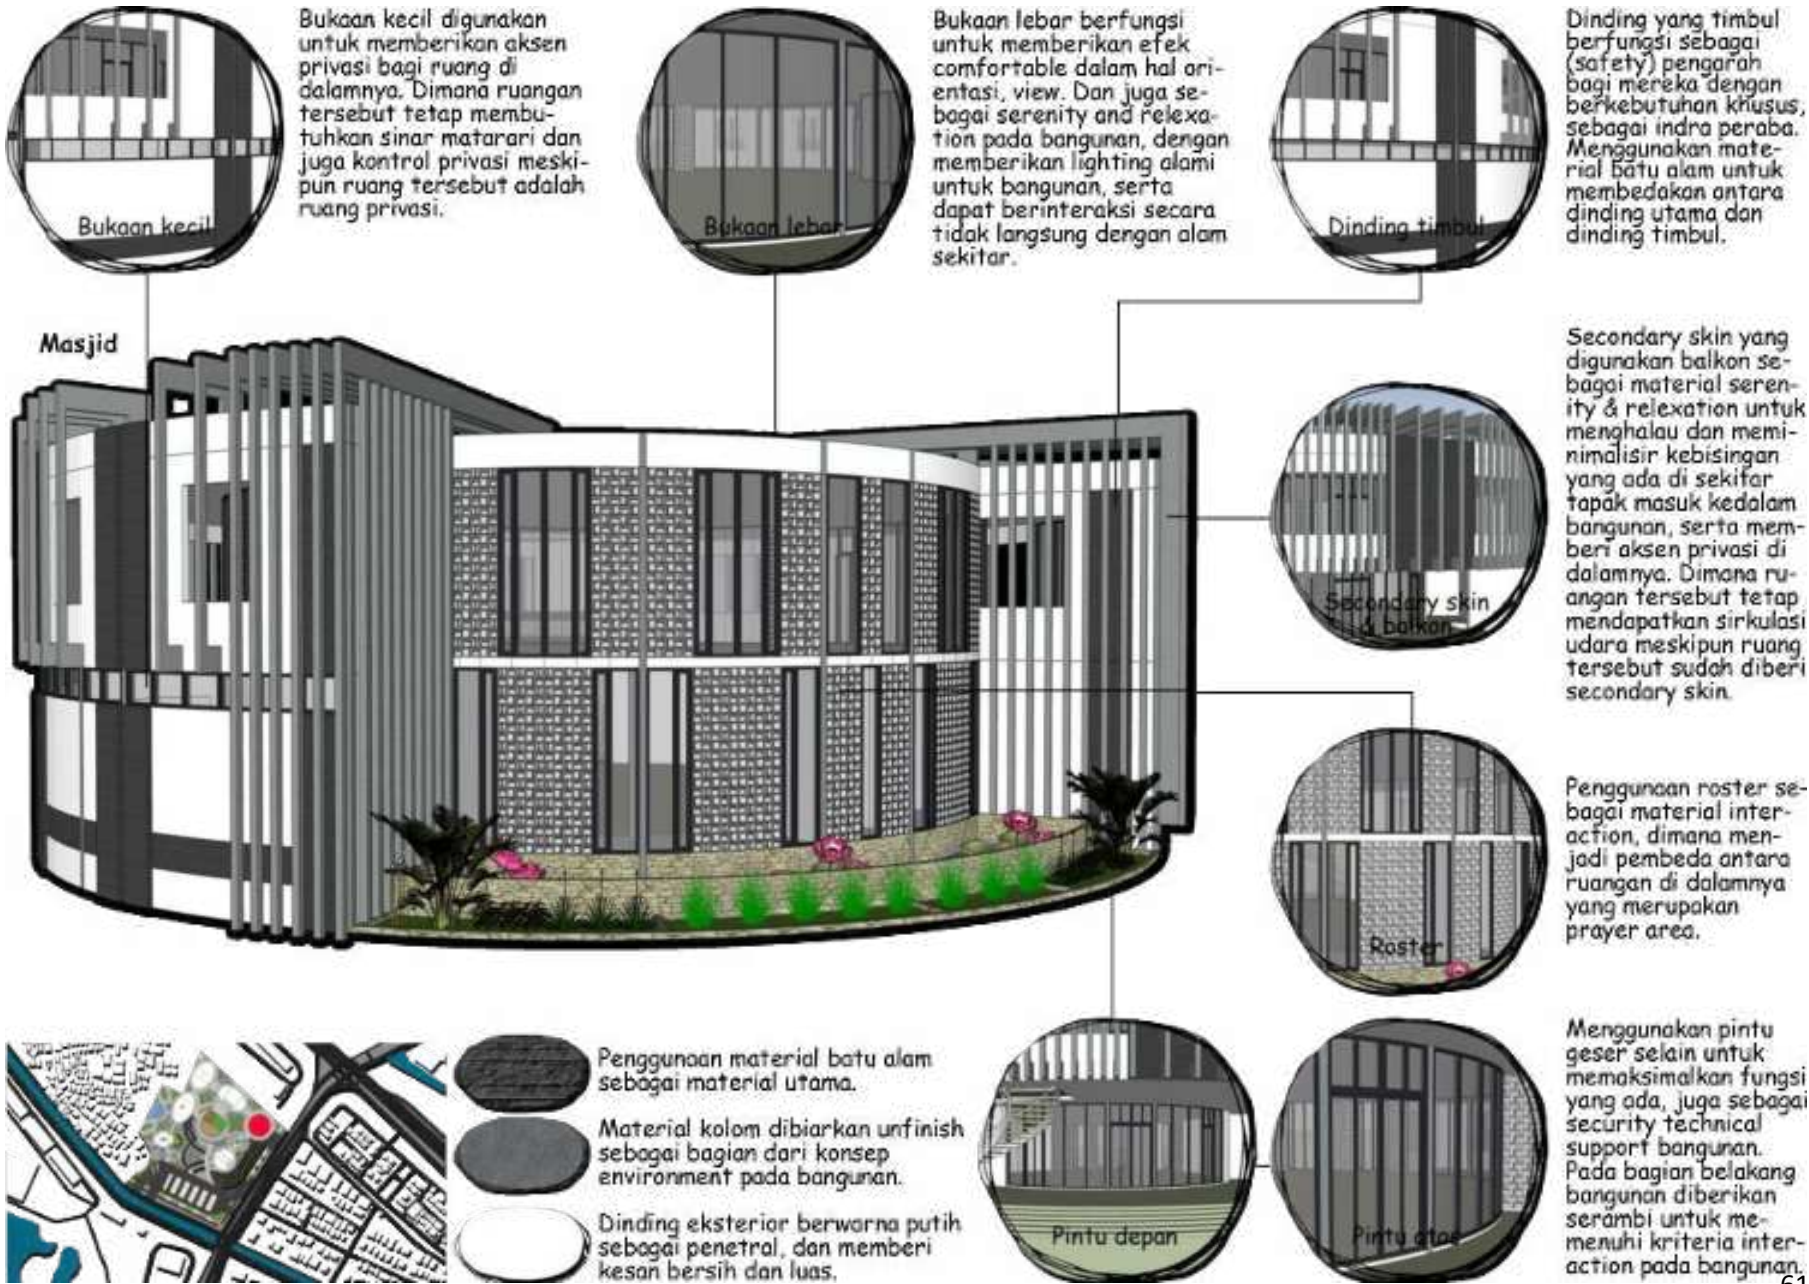 Bukaan kecil digunakan
untuk memberikan aksen
privasi bagi ruang di
dalamnya. Dimana ruangan
tersebut tetap membu-
tuhkan sinar matarari dan
juga kontrol privasi meski-
pun ruang tersebut adalah
ruang privasi.
Bukaan kecil
Bukaan lebar berfungsi
untuk memberikan efek
comfortable dalam hal ori-
entasi, view. Dan juga se-
bagai serenity and relexa-
tion pada bangunan, dengan
memberikan lighting alami
untuk bangunan, serta
dapat berinteraksi secara
tidak langsung dengan alam
sekitar.
Bukaan lebar
Dinding yang timbul
berfungsi sebagai
(safety) pengarah
bagi mereka dengan
berkebutuhan khusus,
sebagai indra peraba.
Menggunakan mate-
rial batu alam untuk
membedakan antara
dinding utama dan
dinding timbul.
Dinding timbul
Masjid
Secondary skin yang
digunakan balkon se-
bagai material seren-
ity & relexation untuk
menghalau dan memi-
nimalisir kebisingan
yang ada di sekitar
tapak masuk kedalam
bangunan, serta mem-
beri aksen privasi di
dalamnya. Dimana ru-
angan tersebut tetap
mendapatkan sirkulasi
udara meskipun ruang
tersebut sudah diberi
secondary skin.
Secondary skin
& balkon
Penggunaan roster se-
bagai material inter-
action, dimana men-
jadi pembeda antara
ruangan di dalamnya
yang merupakan
prayer area.
Roster
Penggunaan material batu alam
sebagai material utama.
Material kolom dibiarkan unfinish
sebagai bagian dari konsep
environment pada bangunan.
Dinding eksterior berwarna putih
sebagai penetral, dan memberi
kesan bersih dan luas.
Pintu depan
Pintu atas
Menggunakan pintu
geser selain untuk
memaksimalkan fungsi
yang ada, juga sebagai
security technical
support bangunan.
Pada bagian belakang
bangunan diberikan
serambi untuk me-
menuhi kriteria inter-
action pada bangunan.
61